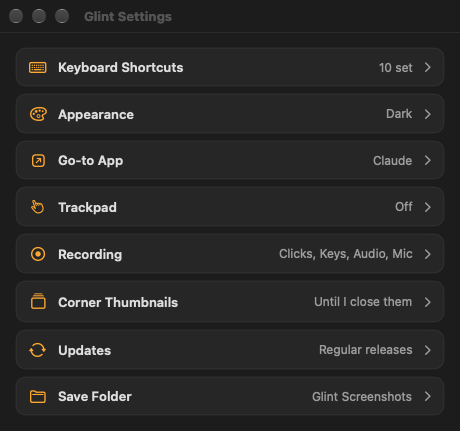 Glint Settings
Keyboard Shortcuts 10 set
Appearance Dark
Go-to App Claude
Trackpad Off
Recording Clicks, Keys, Audio, Mic
Corner Thumbnails Until I close them
Updates Regular releases
Save Folder Glint Screenshots